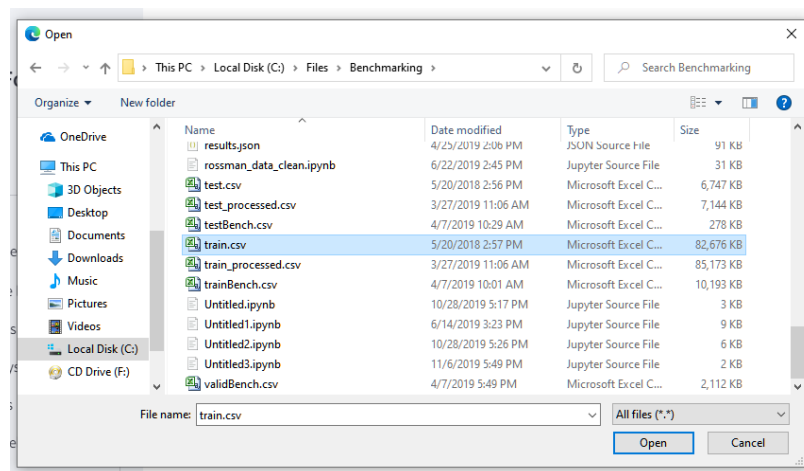 Open
This PC > Local Disk (C:) > Files > Benchmarking >
Search Benchmarking
Organize
New folder
OneDrive
This PC
3D Objects
Desktop
Documents
Downloads
Music
Pictures
Videos
Local Disk (C:)
CD Drive (F:)
Name Date modified Type Size
results.json 4/25/2019 2:06 PM JSON Source File 91 KB
rossman_data_clean.ipynb 6/22/2019 2:45 PM Jupyter Source File 31 KB
test.csv 5/20/2018 2:56 PM Microsoft Excel C... 6,747 KB
test_processed.csv 3/27/2019 11:06 AM Microsoft Excel C... 7,144 KB
testBench.csv 4/7/2019 10:29 AM Microsoft Excel C... 278 KB
train.csv 5/20/2018 2:57 PM Microsoft Excel C... 82,676 KB
train_processed.csv 3/27/2019 11:06 AM Microsoft Excel C... 85,173 KB
trainBench.csv 4/7/2019 10:01 AM Microsoft Excel C... 10,193 KB
Untitled.ipynb 10/28/2019 5:17 PM Jupyter Source File 3 KB
Untitled1.ipynb 6/14/2019 3:23 PM Jupyter Source File 9 KB
Untitled2.ipynb 10/28/2019 5:26 PM Jupyter Source File 6 KB
Untitled3.ipynb 11/6/2019 5:49 PM Jupyter Source File 2 KB
validBench.csv 4/7/2019 5:49 PM Microsoft Excel C... 2,112 KB
File name: train.csv
All files (*.*)
Open
Cancel